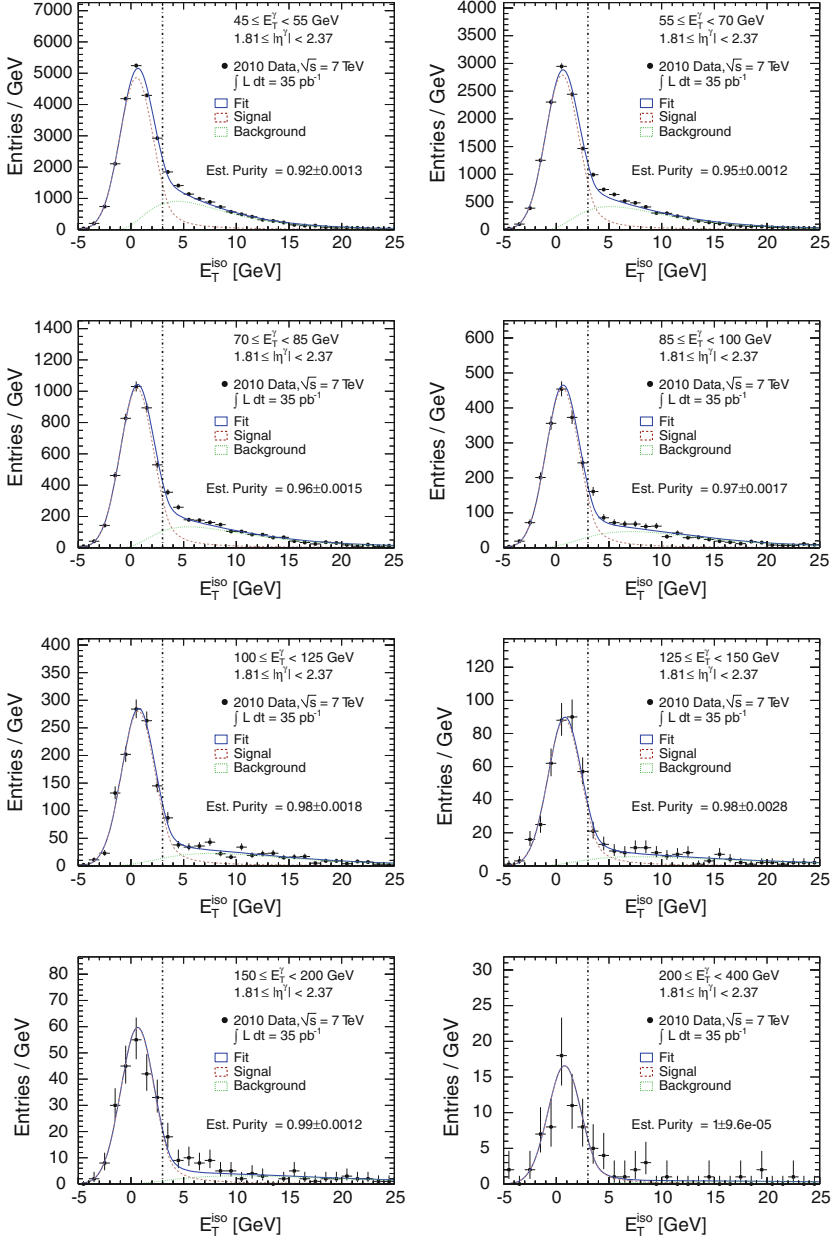 45 ≤ E_T^γ < 55 GeV
1.81≤ |η^γ| < 2.37
2010 Data,√s = 7 TeV
∫ L dt = 35 pb⁻¹
Fit
Signal
Background
Est. Purity = 0.92±0.0013
Entries / GeV
7000
6000
5000
4000
3000
2000
1000
0
-5 0 5 10 15 20 25
E_T^iso [GeV]
55 ≤ E_T^γ < 70 GeV
1.81≤ |η^γ| < 2.37
2010 Data,√s = 7 TeV
∫ L dt = 35 pb⁻¹
Fit
Signal
Background
Est. Purity = 0.95±0.0012
Entries / GeV
4000
3500
3000
2500
2000
1500
1000
500
0
-5 0 5 10 15 20 25
E_T^iso [GeV]
70 ≤ E_T^γ < 85 GeV
1.81≤ |η^γ| < 2.37
2010 Data,√s = 7 TeV
∫ L dt = 35 pb⁻¹
Fit
Signal
Background
Est. Purity = 0.96±0.0015
Entries / GeV
1400
1200
1000
800
600
400
200
0
-5 0 5 10 15 20 25
E_T^iso [GeV]
85 ≤ E_T^γ < 100 GeV
1.81≤ |η^γ| < 2.37
2010 Data,√s = 7 TeV
∫ L dt = 35 pb⁻¹
Fit
Signal
Background
Est. Purity = 0.97±0.0017
Entries / GeV
600
500
400
300
200
100
0
-5 0 5 10 15 20 25
E_T^iso [GeV]
100 ≤ E_T^γ < 125 GeV
1.81≤ |η^γ| < 2.37
2010 Data,√s = 7 TeV
∫ L dt = 35 pb⁻¹
Fit
Signal
Background
Est. Purity = 0.98±0.0018
Entries / GeV
400
350
300
250
200
150
100
50
0
-5 0 5 10 15 20 25
E_T^iso [GeV]
125 ≤ E_T^γ < 150 GeV
1.81≤ |η^γ| < 2.37
2010 Data,√s = 7 TeV
∫ L dt = 35 pb⁻¹
Fit
Signal
Background
Est. Purity = 0.98±0.0028
Entries / GeV
120
100
80
60
40
20
0
-5 0 5 10 15 20 25
E_T^iso [GeV]
150 ≤ E_T^γ < 200 GeV
1.81≤ |η^γ| < 2.37
2010 Data,√s = 7 TeV
∫ L dt = 35 pb⁻¹
Fit
Signal
Background
Est. Purity = 0.99±0.0012
Entries / GeV
80
70
60
50
40
30
20
10
0
-5 0 5 10 15 20 25
E_T^iso [GeV]
200 ≤ E_T^γ < 400 GeV
1.81≤ |η^γ| < 2.37
2010 Data,√s = 7 TeV
∫ L dt = 35 pb⁻¹
Fit
Signal
Background
Est. Purity = 1±9.6e-05
Entries / GeV
30
25
20
15
10
5
0
-5 0 5 10 15 20 25
E_T^iso [GeV]